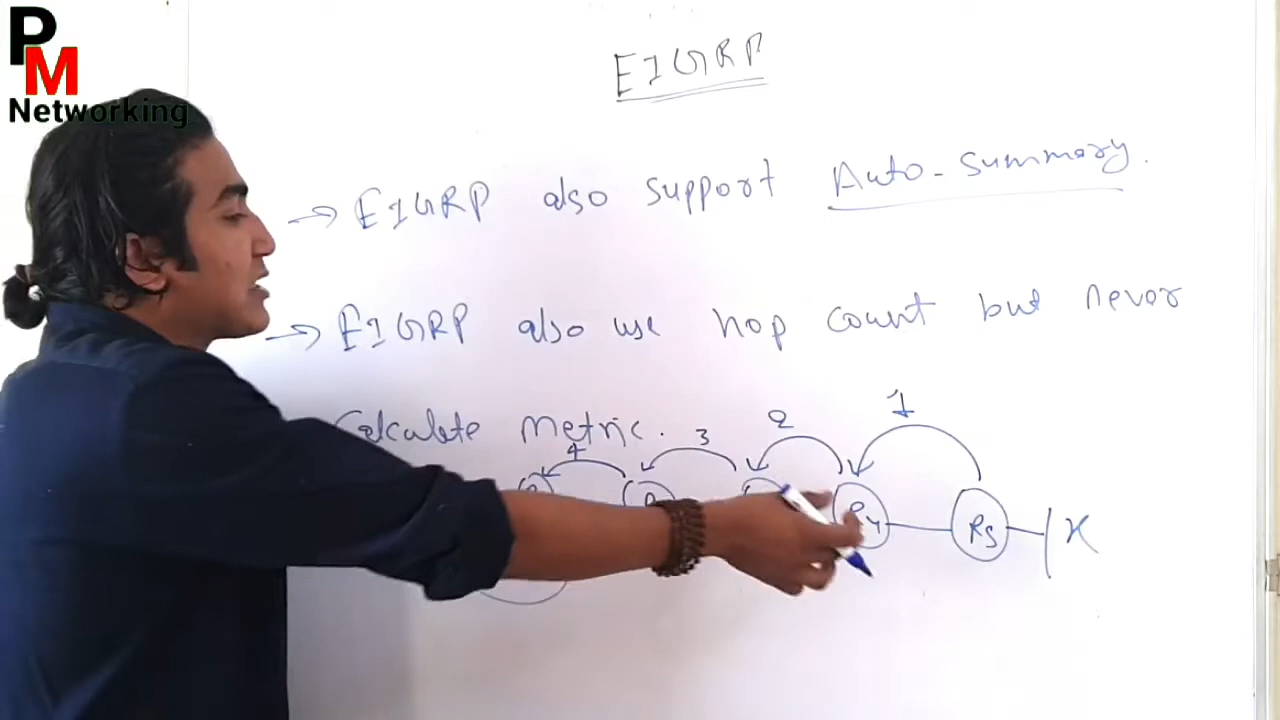 PM
Networking
EIGRP
→ EIGRP also support Auto-summary.
→ EIGRP also use hop count but never
Calculate metric.
4 3 2 1
R R R4 R5 X